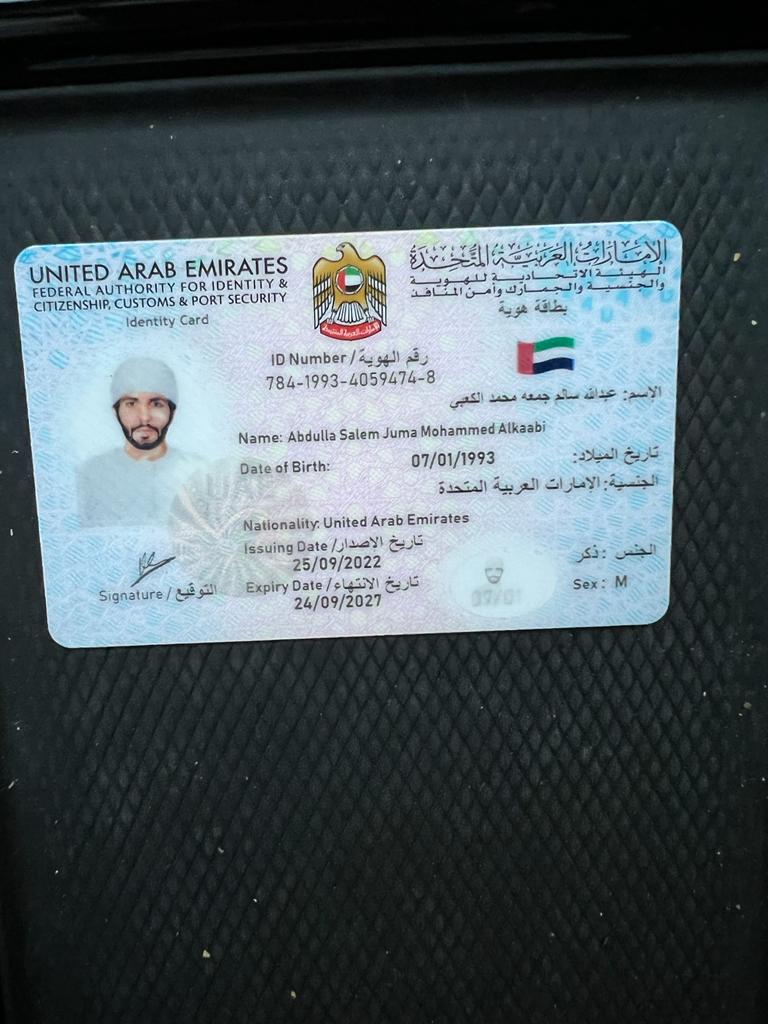 UNITED ARAB EMIRATES
FEDERAL AUTHORITY FOR IDENTITY &
CITIZENSHIP, CUSTOMS & PORT SECURITY
Identity Card
الإمارات العربية المتحدة
الهيئة الاتحادية للهوية
والجنسية والجمارك وأمن المنافذ
بطاقة هوية
الإمارات العربية المتحدة
ID Number / رقم الهوية
784-1993-4059474-8
الاسم: عبدالله سالم جمعه محمد الكعبي
Name: Abdulla Salem Juma Mohammed Alkaabi
Date of Birth: 07/01/1993 تاريخ الميلاد:
الجنسية: الإمارات العربية المتحدة
Nationality: United Arab Emirates
Issuing Date / تاريخ الاصدار
25/09/2022
Expiry Date / تاريخ الانتهاء
24/09/2027
الجنس: ذكر
Sex: M
Signature / التوقيع
07/01